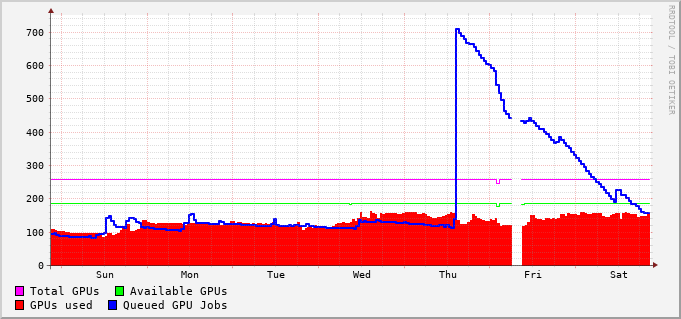 700
600
500
400
300
200
100
0
Sun Mon Tue Wed Thu Fri Sat
Total GPUs Available GPUs
GPUs used Queued GPU Jobs
RRDTOOL / TOBI OETIKER